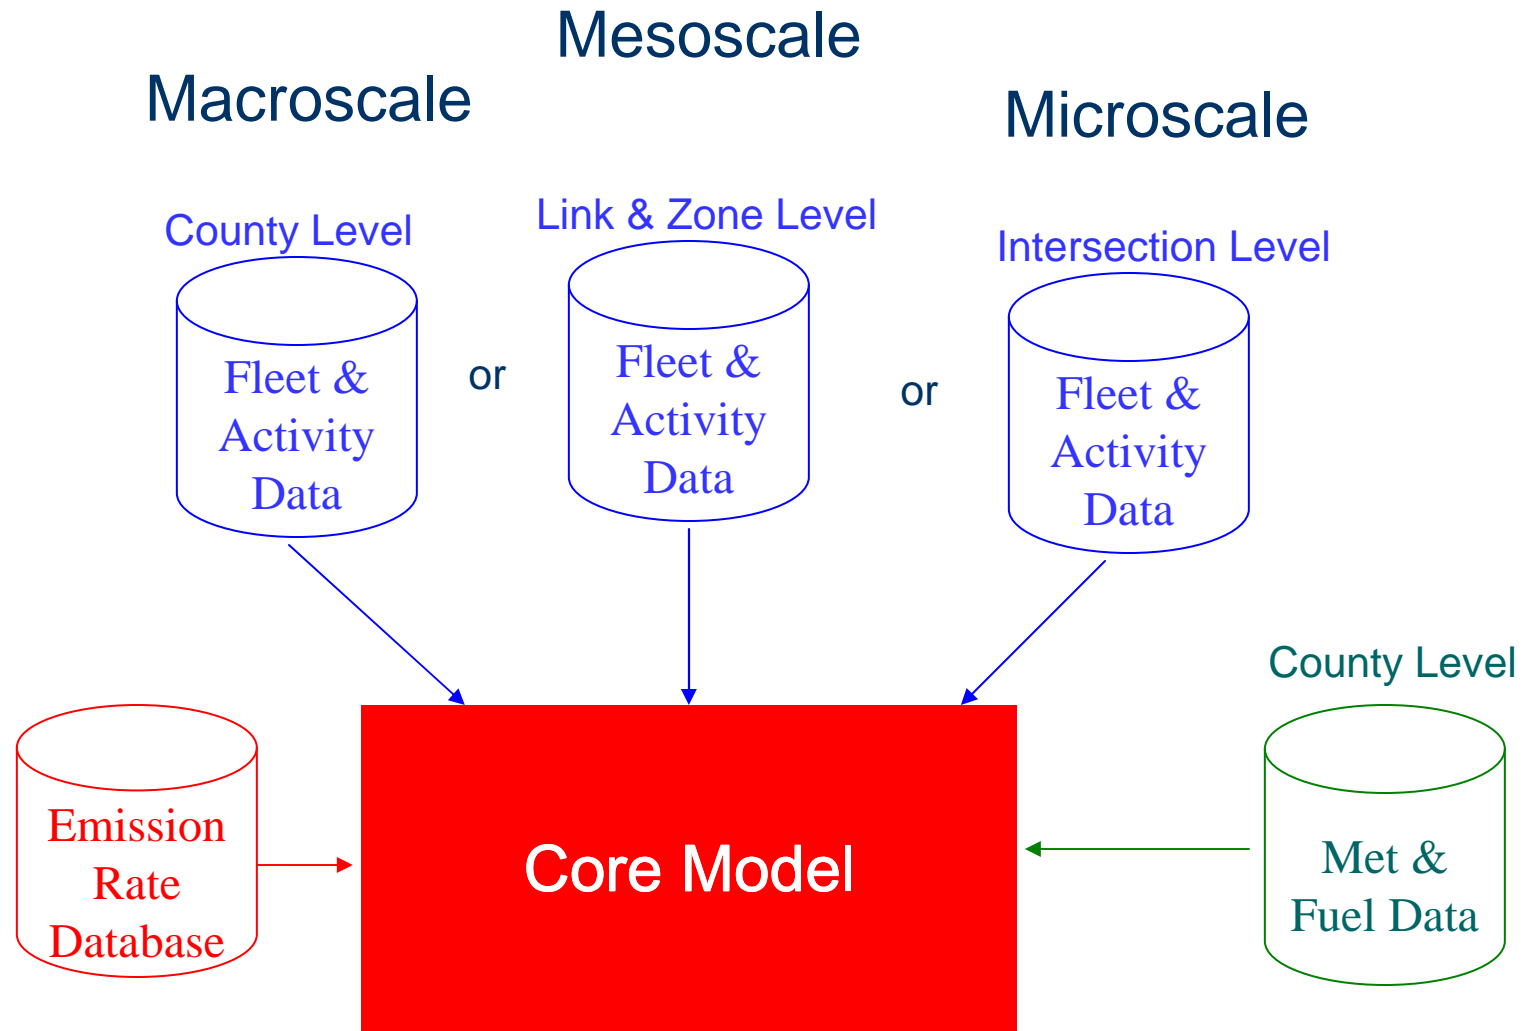 Mesoscale
Macroscale
Microscale
County Level
Link & Zone Level
Intersection Level
Fleet &
Activity
Data
or
Fleet &
Activity
Data
or
Fleet &
Activity
Data
County Level
Emission
Rate
Database
Core Model
Met &
Fuel Data